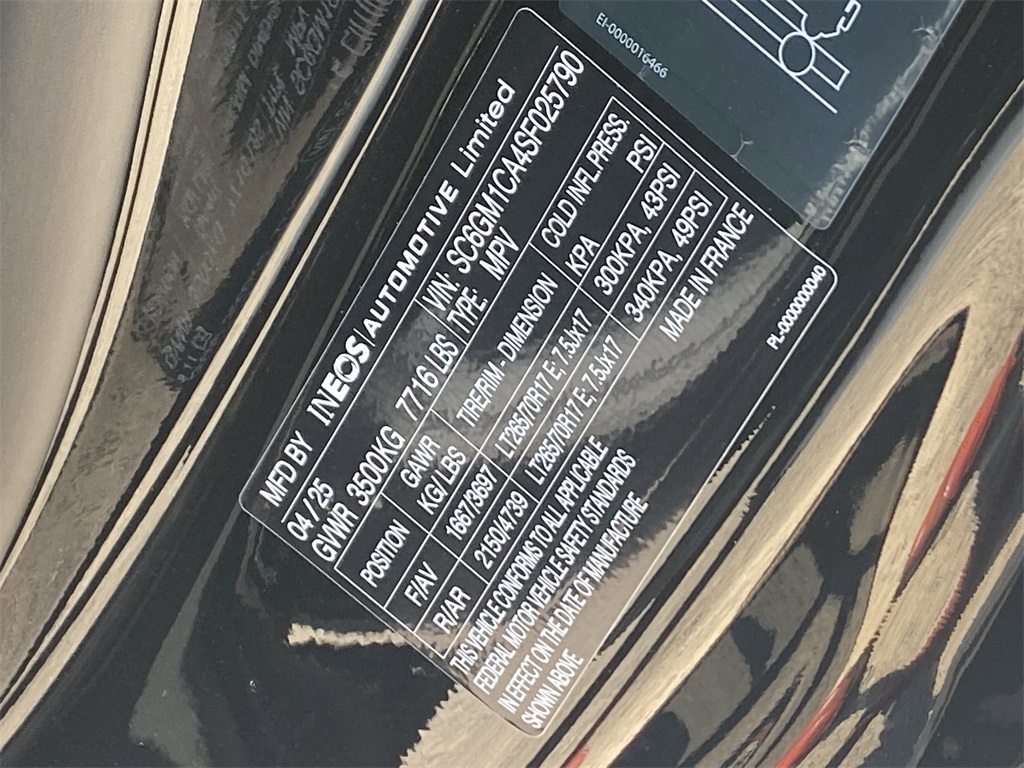 EI-0000016466
MFD BY INEOS AUTOMOTIVE Limited
04 / 25 VIN: SC6GM1CA4SF025790
GVWR 3500KG 7716 LBS TYPE: MPV
POSITION GAWR KG/ LBS TIRE/RIM - DIMENSION COLD INFL.PRESS: KPA PSI
F/AV 1667/3697 LT265/70R17 E; 7,5Jx17 300KPA, 43PSI
R/AR 2150/4739 LT265/70R17 E; 7,5Jx17 340KPA, 49PSI
THIS VEHICLE CONFORMS TO ALL APPLICABLE
FEDERAL MOTOR VEHICLE SAFETY STANDARDS
IN EFFECT ON THE DATE OF MANUFACTURE
SHOWN ABOVE
MADE IN FRANCE
PL-0000000040